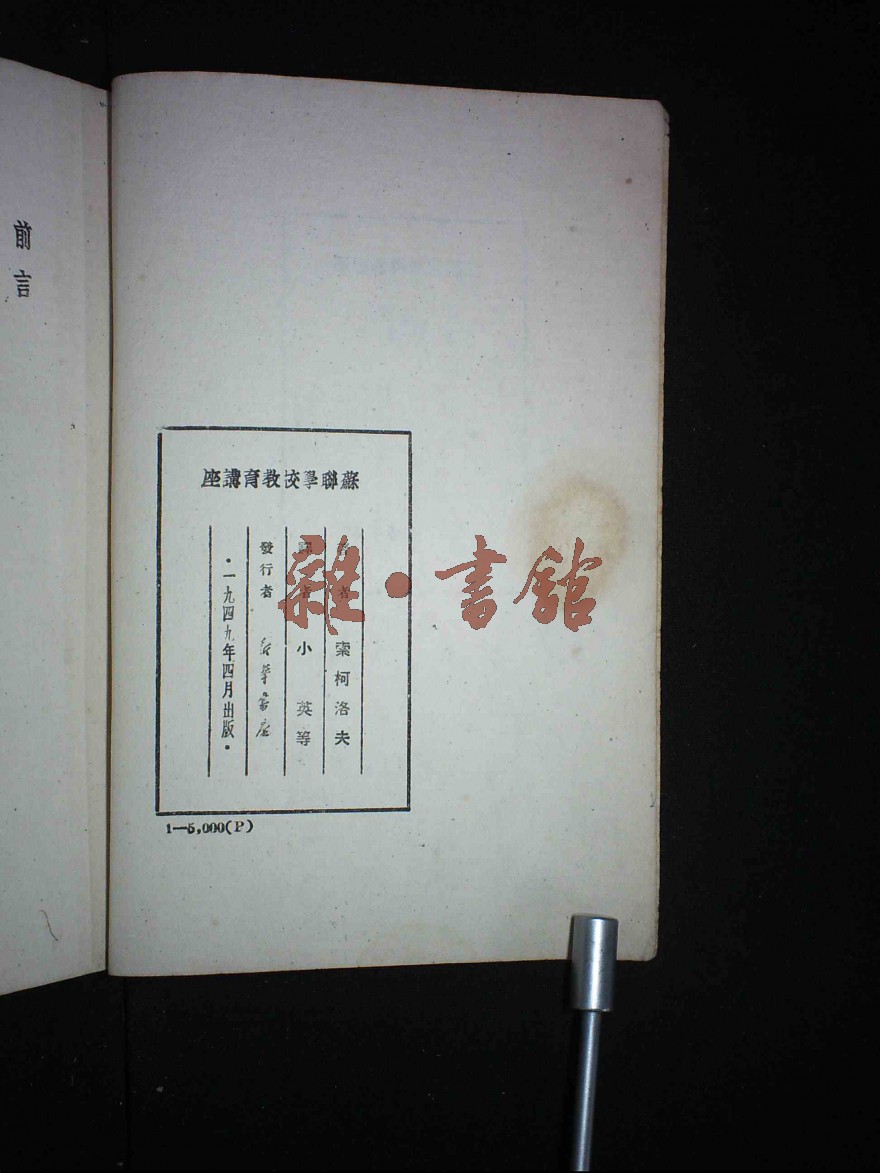 蘇聯學校教育講座
著者 索柯洛夫
譯者 小英等
發行者 新華書店
·一九四九年四月出版·
1—5,000(P)
前言
雜·書館